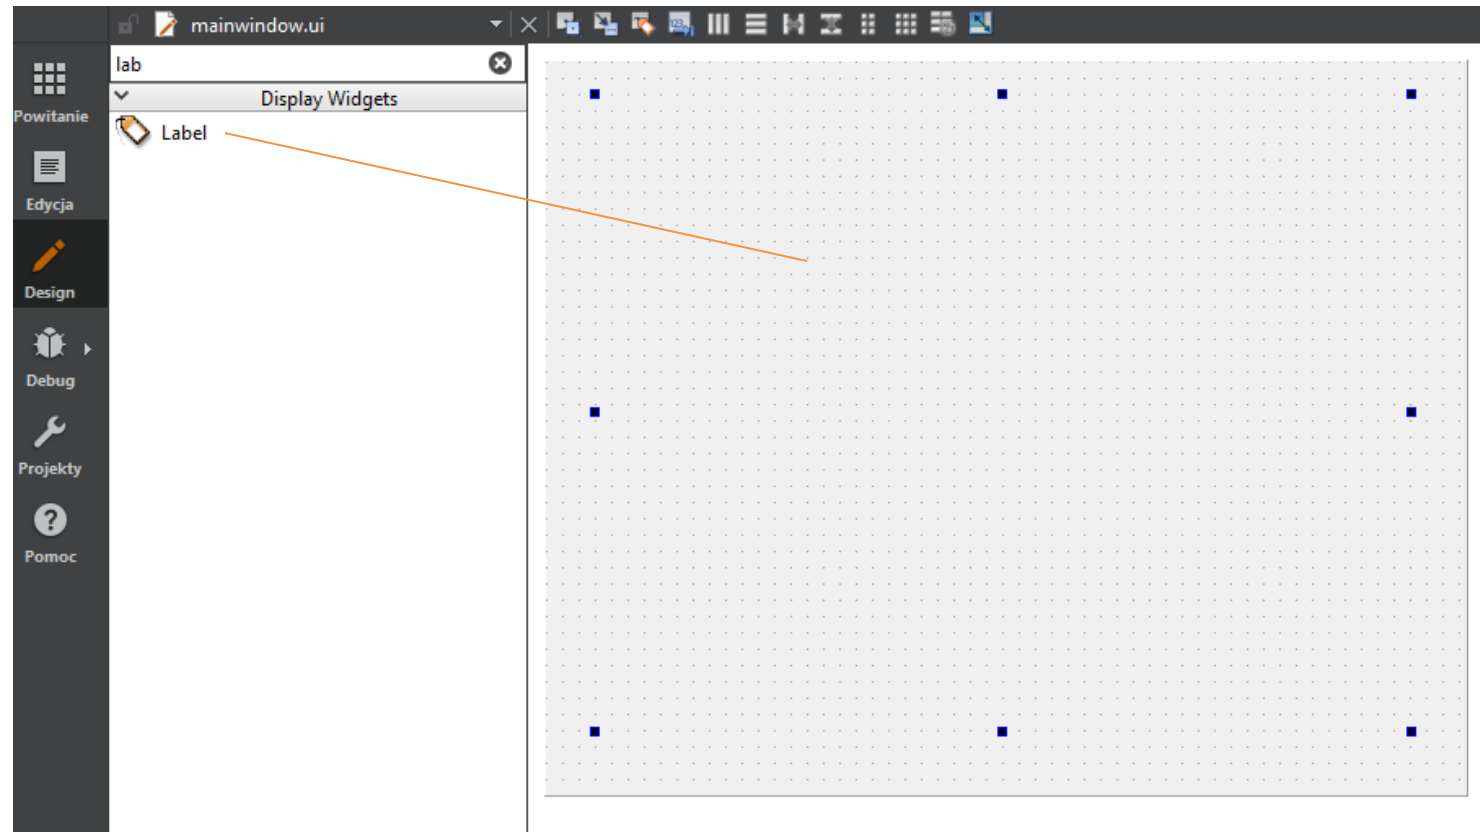 mainwindow.ui
lab
Display Widgets
Label
Powitanie
Edycja
Design
Debug
Projekty
Pomoc